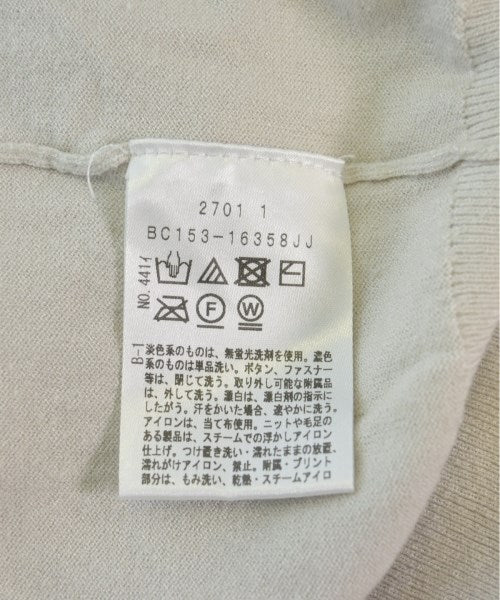 2701 1
BC153-16358JJ
NO.441イ
F W
B-1
淡色系のものは、無蛍光洗剤を使用。濃色
系のものは単品洗い。ボタン、ファスナー
等は、閉じて洗う。取り外し可能な附属品
は、外して洗う。漂白は、漂白剤の指示に
したがう。汗をかいた場合、速やかに洗う。
アイロンは、当て布使用。ニットや毛足の
ある製品は、スチームでの浮かしアイロン
仕上げ。つけ置き洗い・濡れたままの放置、
濡れがけアイロン、禁止。附属・プリント
部分は、もみ洗い、乾熱・スチームアイロ